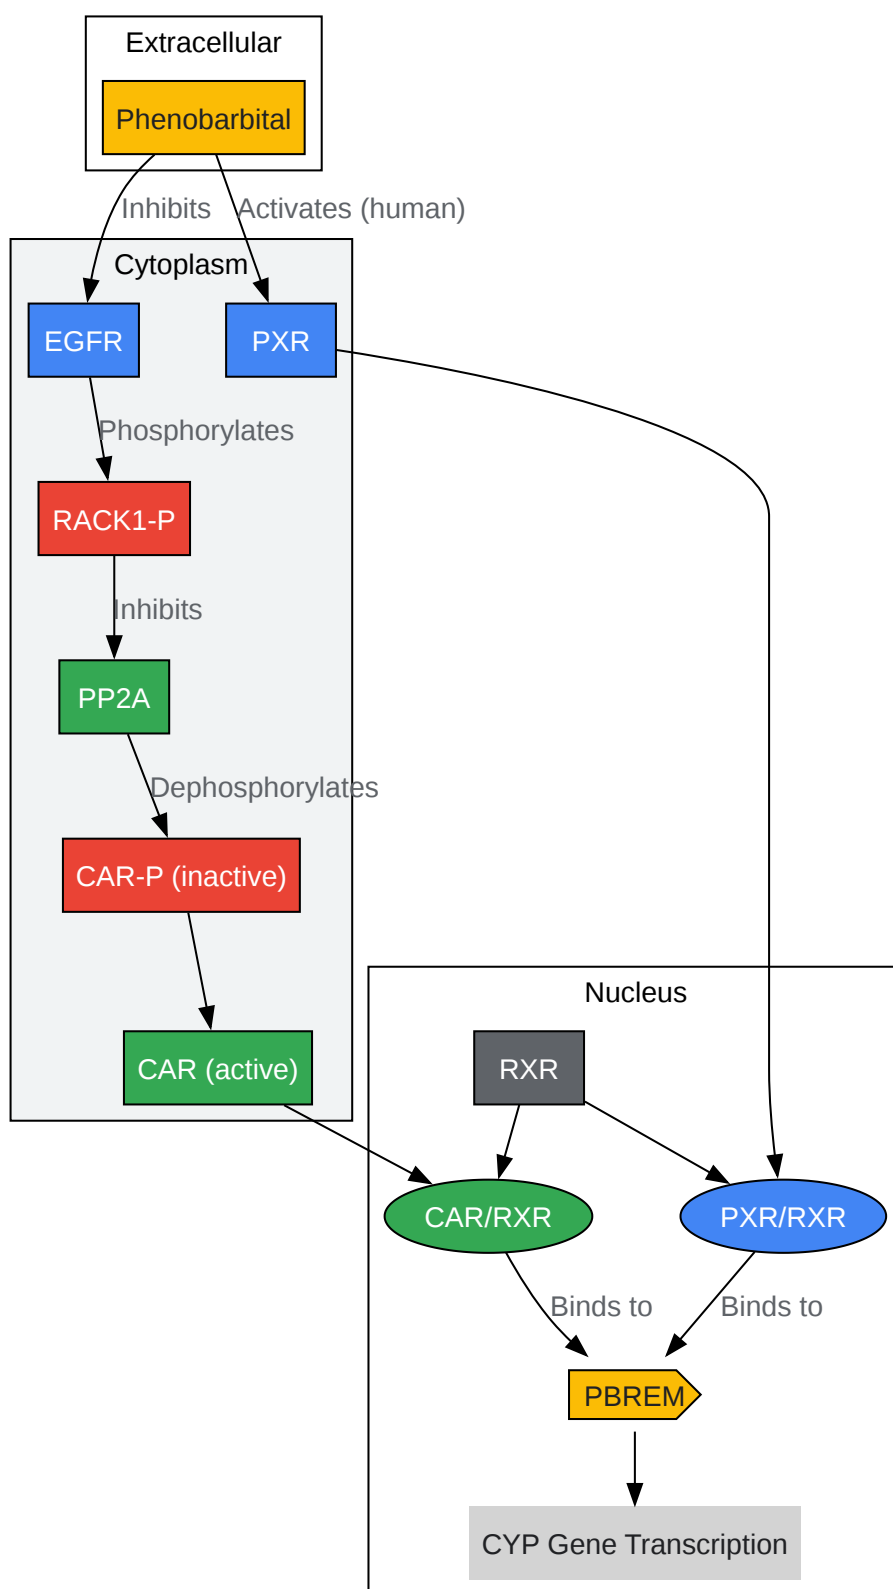 Extracellular
Phenobarbital
Inhibits
Activates (human)
Cytoplasm
EGFR
PXR
Phosphorylates
RACK1-P
Inhibits
PP2A
Dephosphorylates
CAR-P (inactive)
Nucleus
CAR (active)
RXR
CAR/RXR
PXR/RXR
Binds to
Binds to
PBREM
CYP Gene Transcription